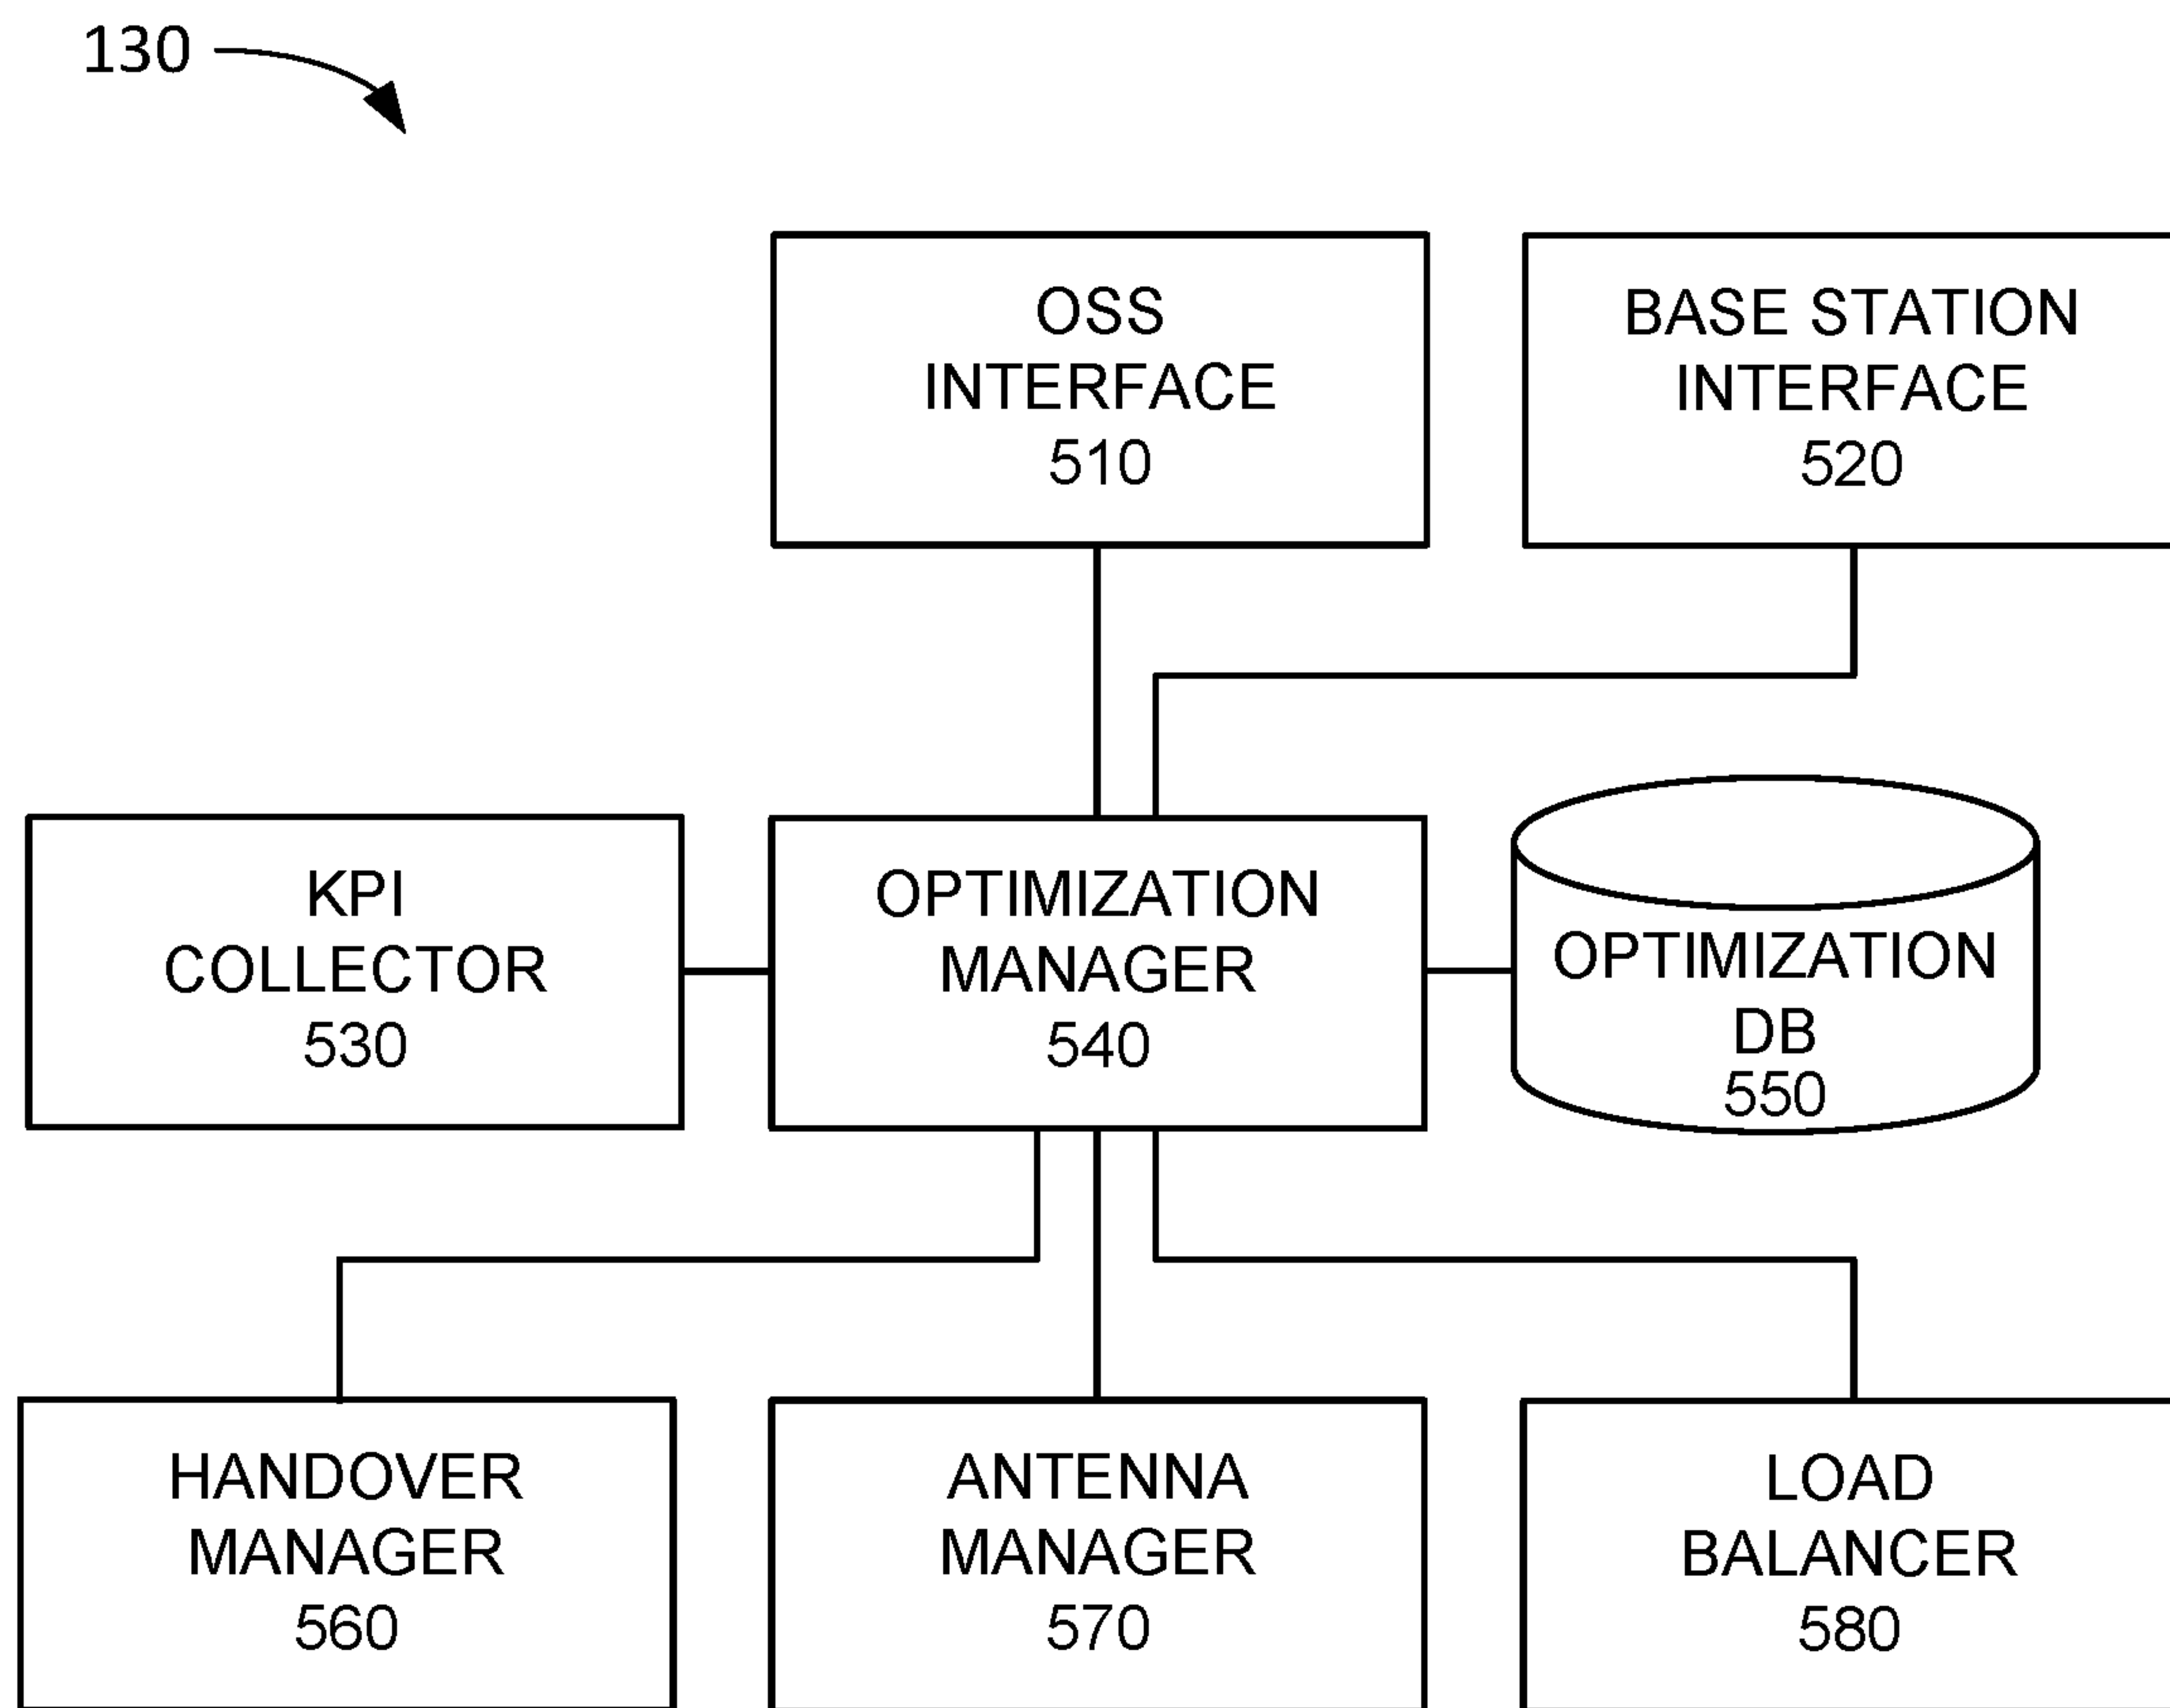 130
OSS
INTERFACE
510
BASE STATION
INTERFACE
520
KPI
COLLECTOR
530
OPTIMIZATION
MANAGER
540
OPTIMIZATION
DB
550
HANDOVER
MANAGER
560
ANTENNA
MANAGER
570
LOAD
BALANCER
580